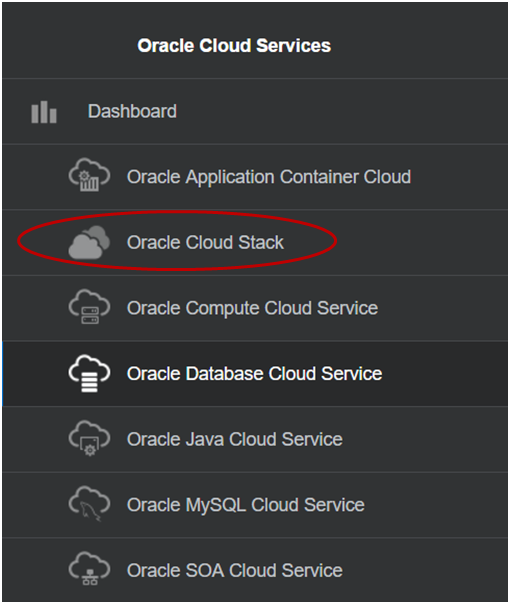 Oracle Cloud Services
Dashboard
Oracle Application Container Cloud
Oracle Cloud Stack
Oracle Compute Cloud Service
Oracle Database Cloud Service
Oracle Java Cloud Service
Oracle MySQL Cloud Service
Oracle SOA Cloud Service